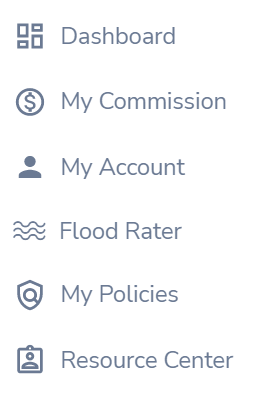 Dashboard
My Commission
My Account
Flood Rater
My Policies
Resource Center